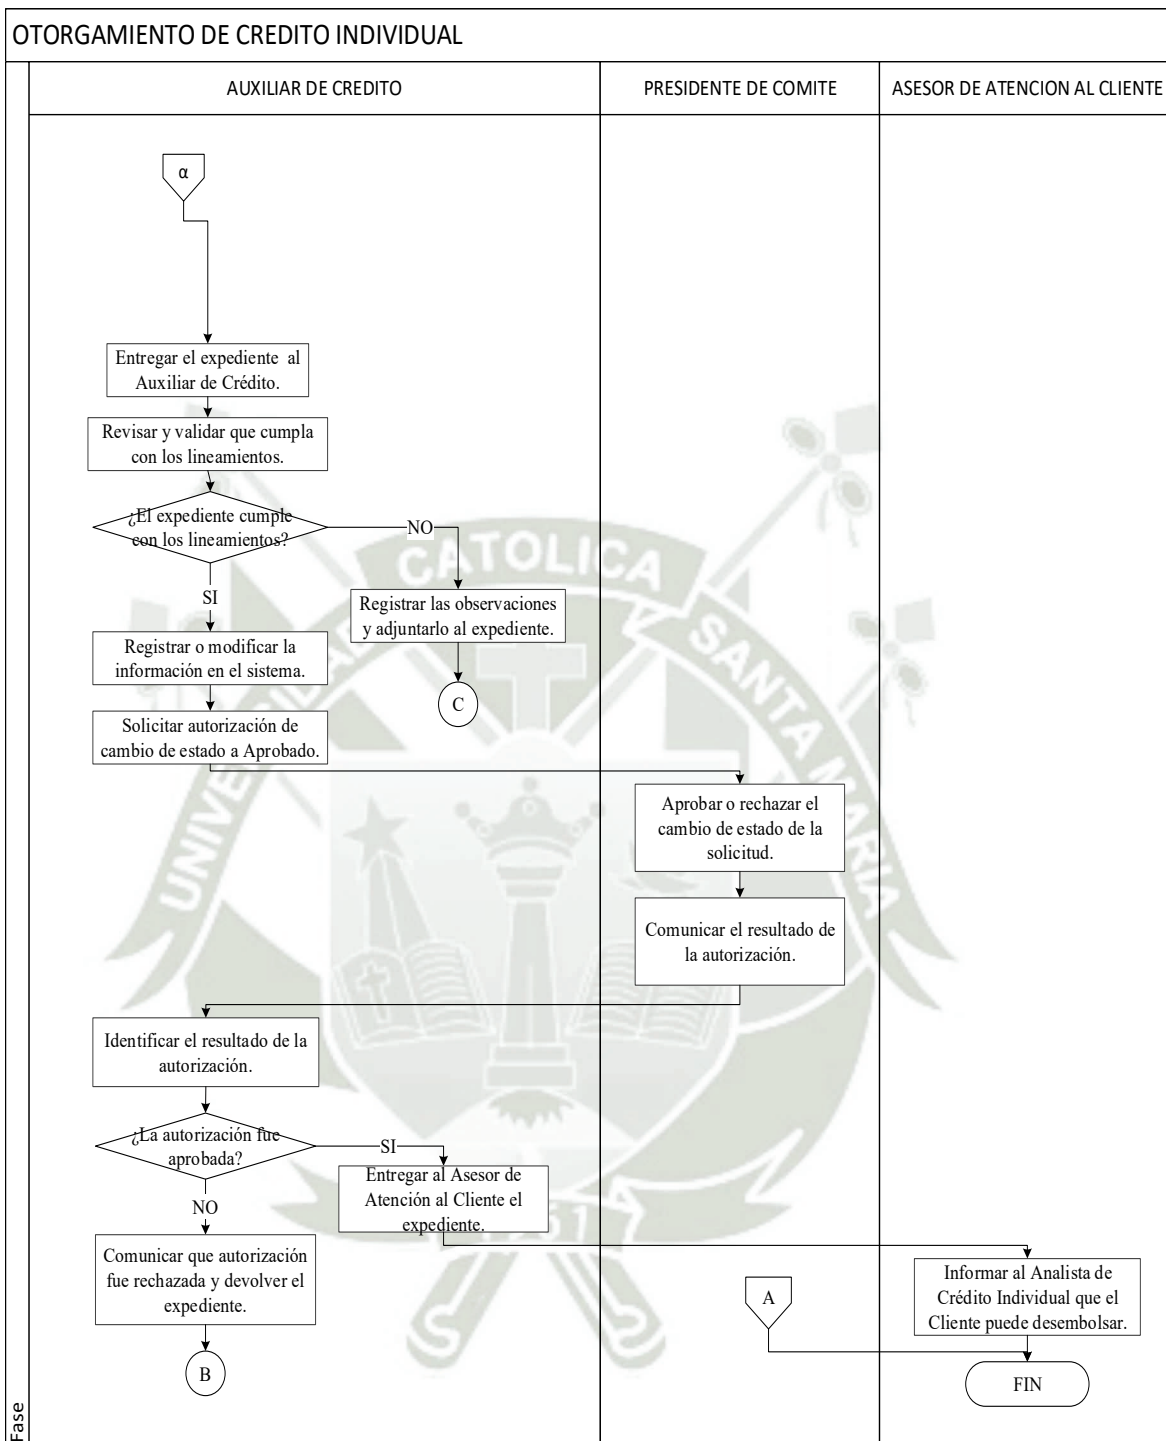 OTORGAMIENTO DE CREDITO INDIVIDUAL
AUXILIAR DE CREDITO
PRESIDENTE DE COMITE
ASESOR DE ATENCION AL CLIENTE
α
Entregar el expediente al
Auxiliar de Crédito.
Revisar y validar que cumpla
con los lineamientos.
¿El expediente cumple
con los lineamientos?
NO
SI
Registrar las observaciones
y adjuntarlo al expediente.
C
Registrar o modificar la
información en el sistema.
Solicitar autorización de
cambio de estado a Aprobado.
Aprobar o rechazar el
cambio de estado de la
solicitud.
Comunicar el resultado de
la autorización.
Identificar el resultado de la
autorización.
¿La autorización fue
aprobada?
SI
NO
Entregar al Asesor de
Atención al Cliente el
expediente.
Comunicar que autorización
fue rechazada y devolver el
expediente.
B
A
Informar al Analista de
Crédito Individual que el
Cliente puede desembolsar.
FIN
Fase
UNIVERSIDAD CATOLICA SANTA MARIA